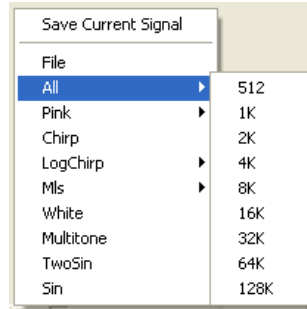 Save Current Signal
File
All
Pink
Chirp
LogChirp
Mls
White
Multitone
TwoSin
Sin
512
1K
2K
4K
8K
16K
32K
64K
128K